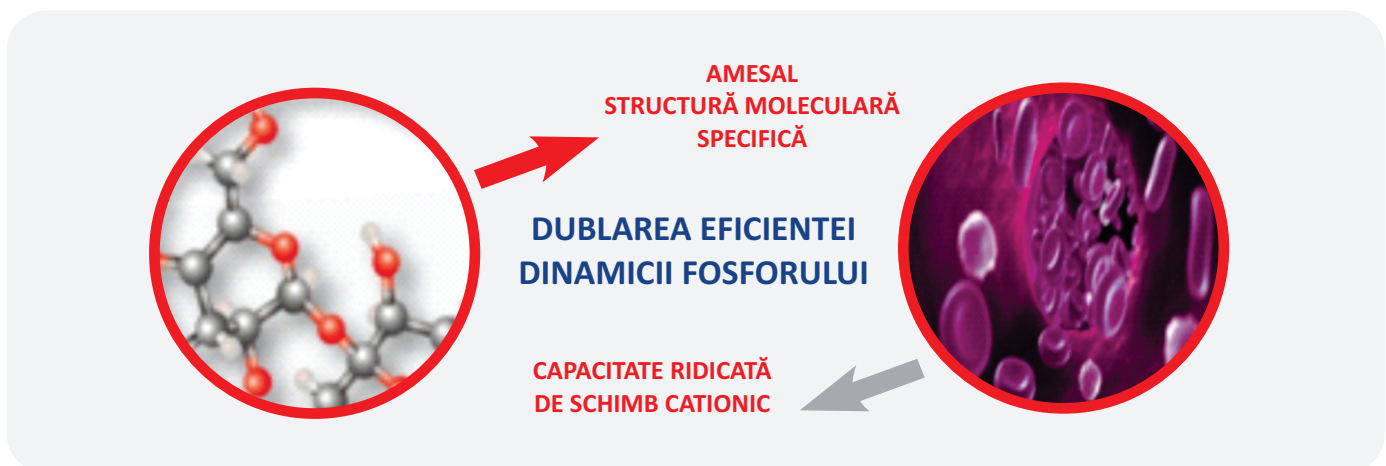 AMESAL
STRUCTURĂ MOLECULARĂ
SPECIFICĂ
DUBLAREA EFICIENTEI
DINAMICII FOSFORULUI
CAPACITATE RIDICATĂ
DE SCHIMB CATIONIC